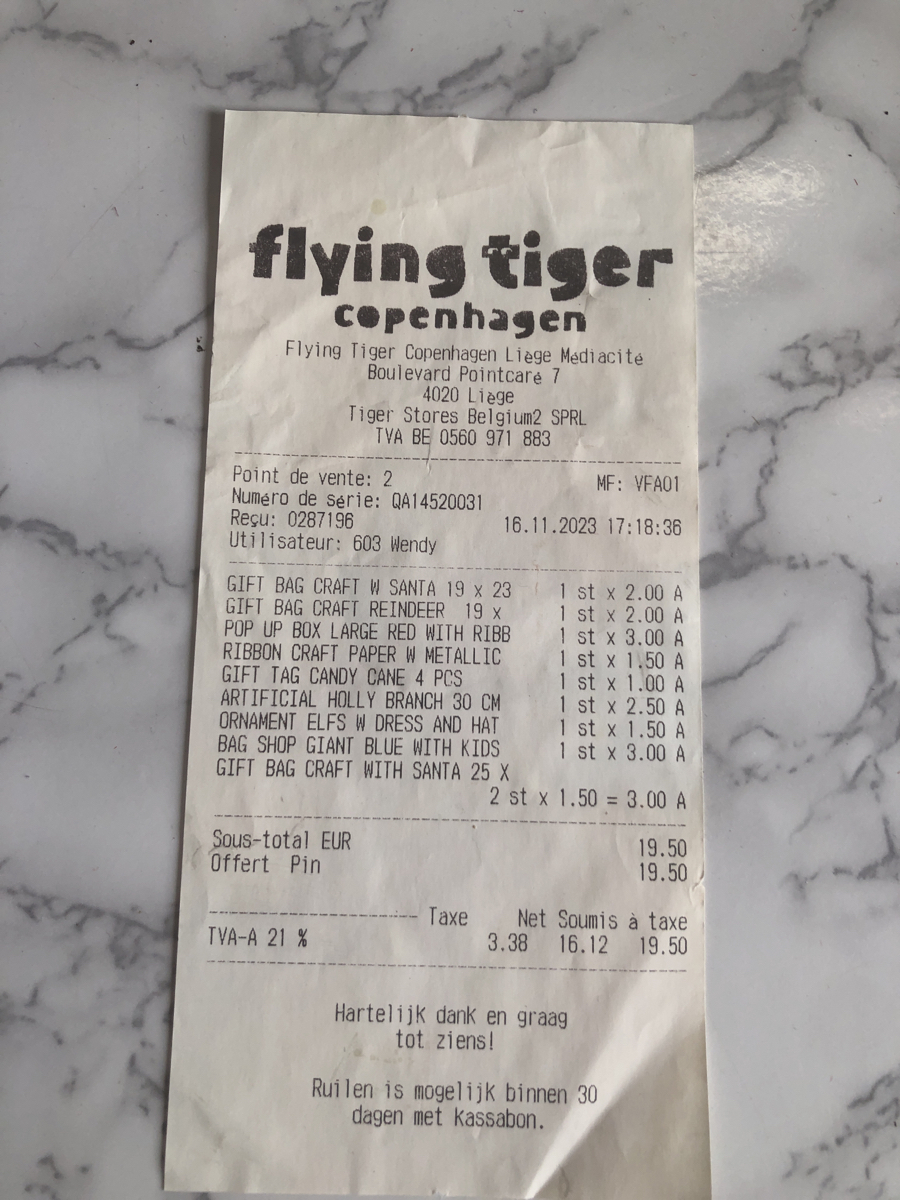 flying tiger
copenhagen
Flying Tiger Copenhagen Liège Médiacité
Boulevard Pointcaré 7
4020 Liège
Tiger Stores Belgium2 SPRL
TVA BE 0560 971 883
Point de vente: 2 MF: VFA01
Numéro de série: QA14520031
Reçu: 0287196 16.11.2023 17:18:36
Utilisateur: 603 Wendy
GIFT BAG CRAFT W SANTA 19 x 23 1 st x 2.00 A
GIFT BAG CRAFT REINDEER 19 x 1 st x 2.00 A
POP UP BOX LARGE RED WITH RIBB 1 st x 3.00 A
RIBBON CRAFT PAPER W METALLIC 1 st x 1.50 A
GIFT TAG CANDY CANE 4 PCS 1 st x 1.00 A
ARTIFICIAL HOLLY BRANCH 30 CM 1 st x 2.50 A
ORNAMENT ELFS W DRESS AND HAT 1 st x 1.50 A
BAG SHOP GIANT BLUE WITH KIDS 1 st x 3.00 A
GIFT BAG CRAFT WITH SANTA 25 X
2 st x 1.50 = 3.00 A
Sous-total EUR 19.50
Offert Pin 19.50
Taxe Net Soumis à taxe
TVA-A 21 % 3.38 16.12 19.50
Hartelijk dank en graag
tot ziens!
Ruilen is mogelijk binnen 30
dagen met kassabon.